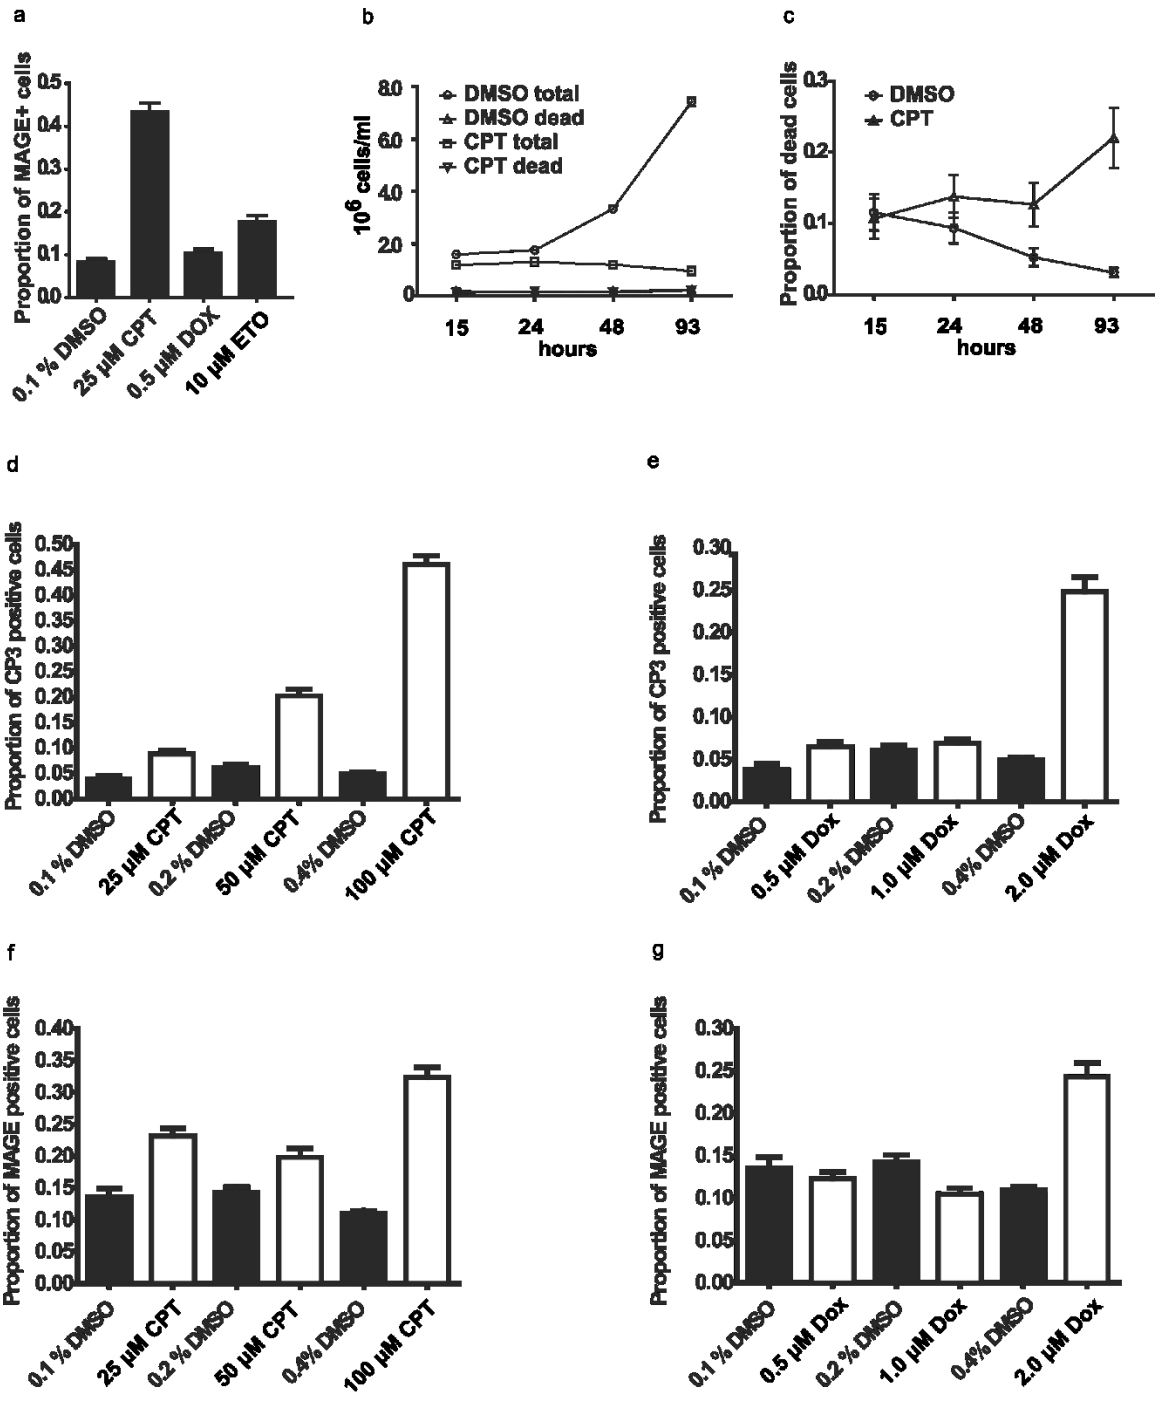 a
Proportion of MAGE+ cells
0.5
0.4
0.3
0.2
0.1
0.0
0.1 % DMSO
25 µM CPT
0.5 µM DOX
10 µM ETO
b
10⁶ cells/ml
8.0
6.0
4.0
2.0
0
DMSO total
DMSO dead
CPT total
CPT dead
15 24 48 93
hours
c
Proportion of dead cells
0.3
0.2
0.1
0.0
DMSO
CPT
15 24 48 93
hours
d
Proportion of CP3 positive cells
0.50
0.45
0.40
0.35
0.30
0.25
0.20
0.15
0.10
0.05
0.00
0.1 % DMSO
25 µM CPT
0.2 % DMSO
50 µM CPT
0.4% DMSO
100 µM CPT
e
Proportion of CP3 positive cells
0.30
0.25
0.20
0.15
0.10
0.05
0.00
0.1 % DMSO
0.5 µM Dox
0.2 % DMSO
1.0 µM Dox
0.4% DMSO
2.0 µM Dox
f
Proportion of MAGE positive cells
0.40
0.35
0.30
0.25
0.20
0.15
0.10
0.05
0.00
0.1 % DMSO
25 µM CPT
0.2 % DMSO
50 µM CPT
0.4% DMSO
100 µM CPT
g
Proportion of MAGE positive cells
0.30
0.25
0.20
0.15
0.10
0.05
0.00
0.1 % DMSO
0.5 µM Dox
0.2 % DMSO
1.0 µM Dox
0.4% DMSO
2.0 µM Dox